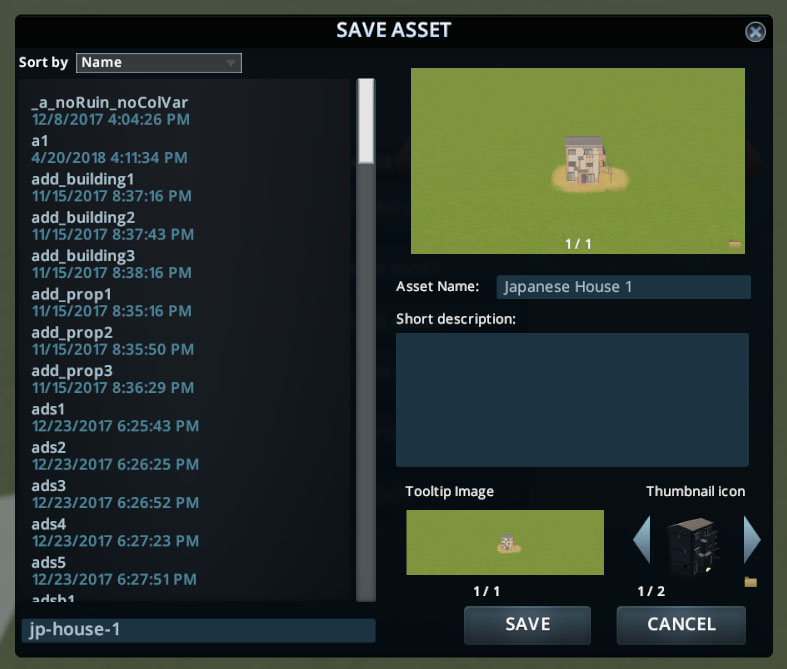 SAVE ASSET
Sort by Name
_a_noRuin_noColVar
12/8/2017 4:04:26 PM
a1
4/20/2018 4:11:34 PM
add_building1
11/15/2017 8:37:16 PM
add_building2
11/15/2017 8:37:43 PM
add_building3
11/15/2017 8:38:16 PM
add_prop1
11/15/2017 8:35:16 PM
add_prop2
11/15/2017 8:35:50 PM
add_prop3
11/15/2017 8:36:29 PM
ads1
12/23/2017 6:25:43 PM
ads2
12/23/2017 6:26:25 PM
ads3
12/23/2017 6:26:52 PM
ads4
12/23/2017 6:27:23 PM
ads5
12/23/2017 6:27:51 PM
adsb1
jp-house-1
1 / 1
Asset Name: Japanese House 1
Short description:
Tooltip Image
Thumbnail icon
1 / 1
1 / 2
SAVE
CANCEL